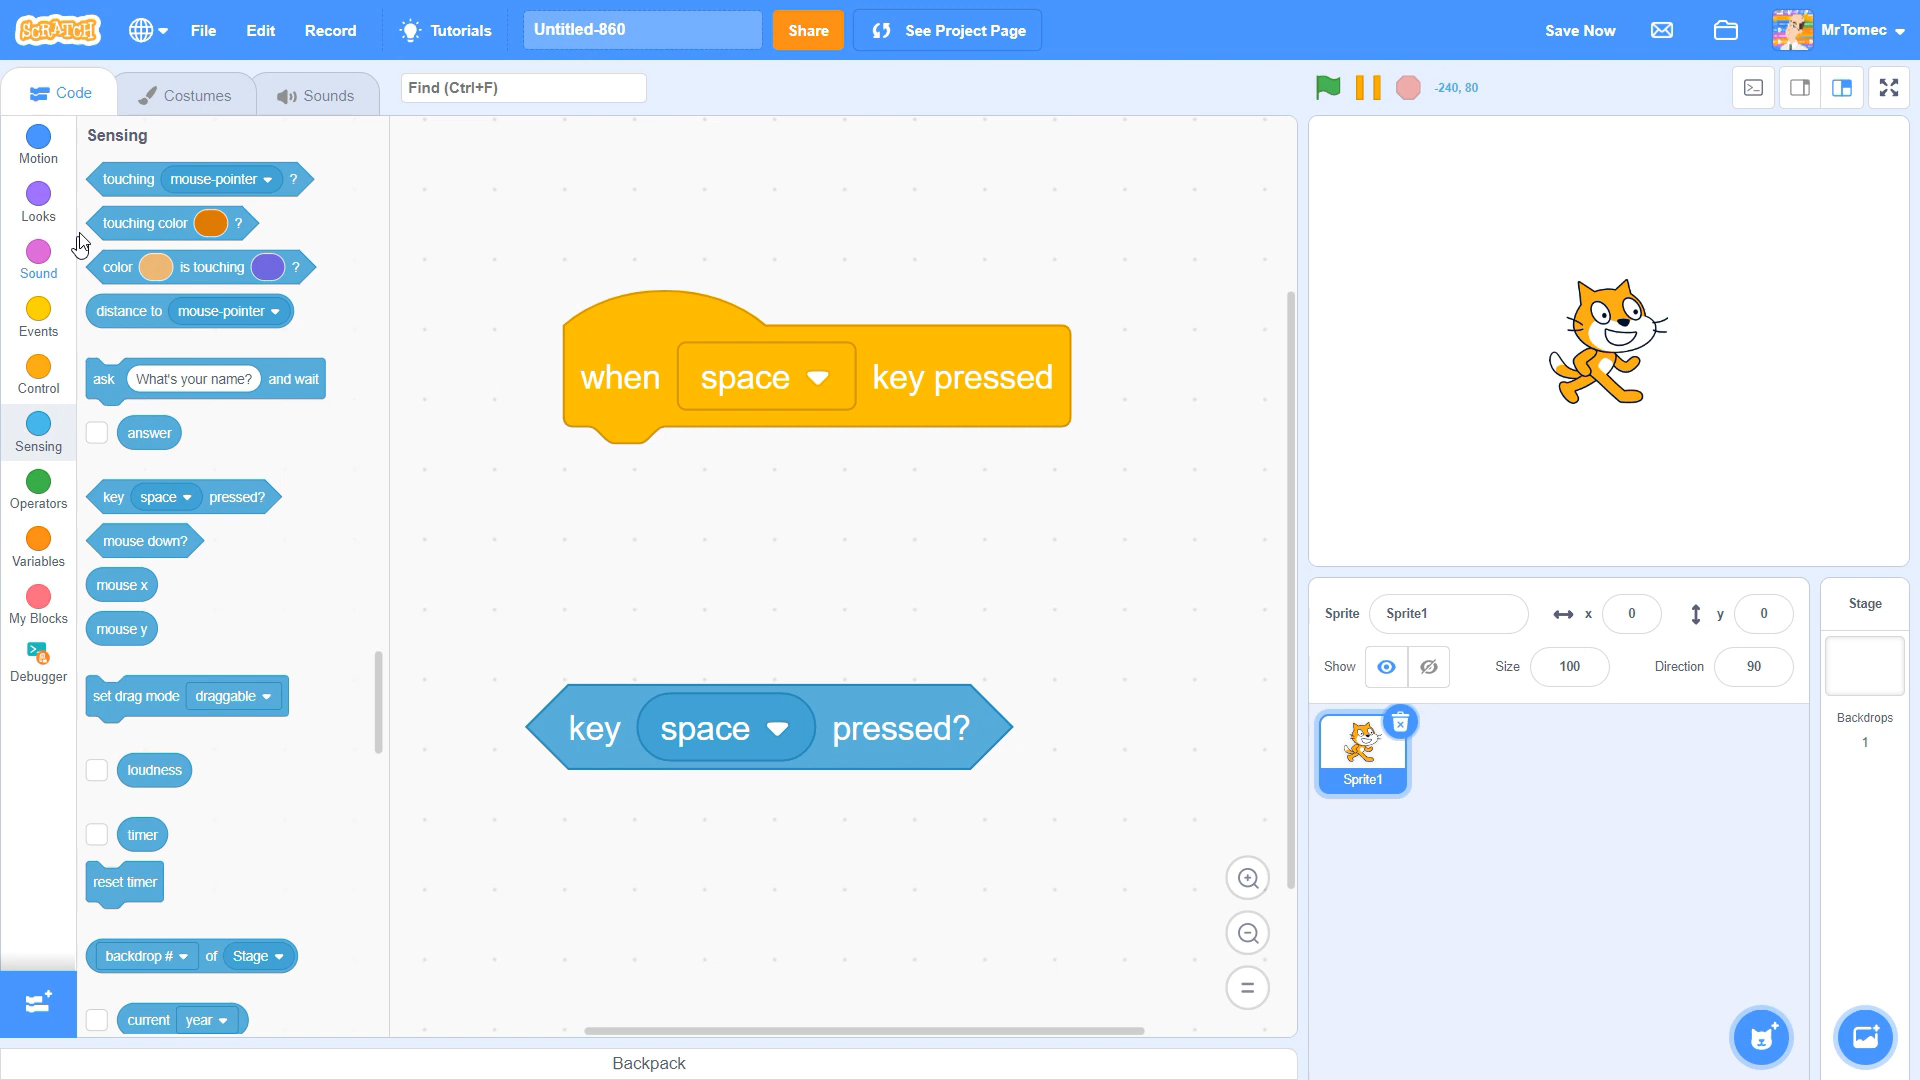 SCRATCH
File
Edit
Record
Tutorials
Untitled-860
Share
See Project Page
Save Now
MrTomec
Code
Costumes
Sounds
Find (Ctrl+F)
-240, 80
Motion
Looks
Sound
Events
Control
Sensing
Operators
Variables
My Blocks
Debugger
Sensing
touching mouse-pointer ?
touching color ?
color is touching ?
distance to mouse-pointer
ask What's your name? and wait
answer
key space pressed?
mouse down?
mouse x
mouse y
set drag mode draggable
loudness
timer
reset timer
backdrop # of Stage
current year
when space key pressed
key space pressed?
Backpack
Sprite Sprite1 x 0 y 0
Show Size 100 Direction 90
Sprite1
Stage
Backdrops
1